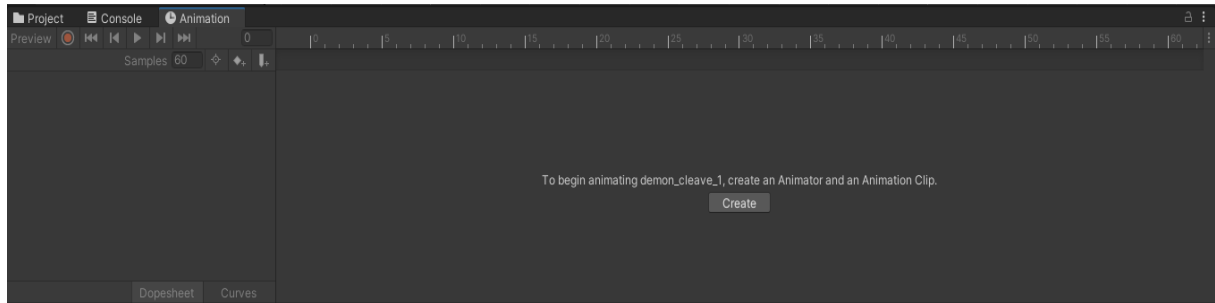 Project Console Animation
Preview 0 0 5 10 15 20 25 30 35 40 45 50 55 60
Samples 60
To begin animating demon_cleave_1, create an Animator and an Animation Clip.
Create
Dopesheet Curves